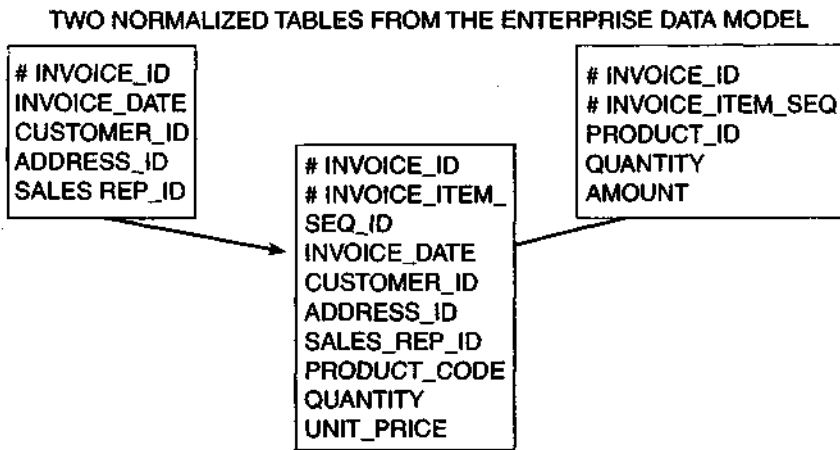 TWO NORMALIZED TABLES FROM THE ENTERPRISE DATA MODEL
# INVOICE_ID
INVOICE_DATE
CUSTOMER_ID
ADDRESS_ID
SALES REP_ID
# INVOICE_ID
# INVOICE_ITEM_SEQ
PRODUCT_ID
QUANTITY
AMOUNT
# INVOICE_ID
# INVOICE_ITEM_
SEQ_ID
INVOICE_DATE
CUSTOMER_ID
ADDRESS_ID
SALES_REP_ID
PRODUCT_CODE
QUANTITY
UNIT_PRICE